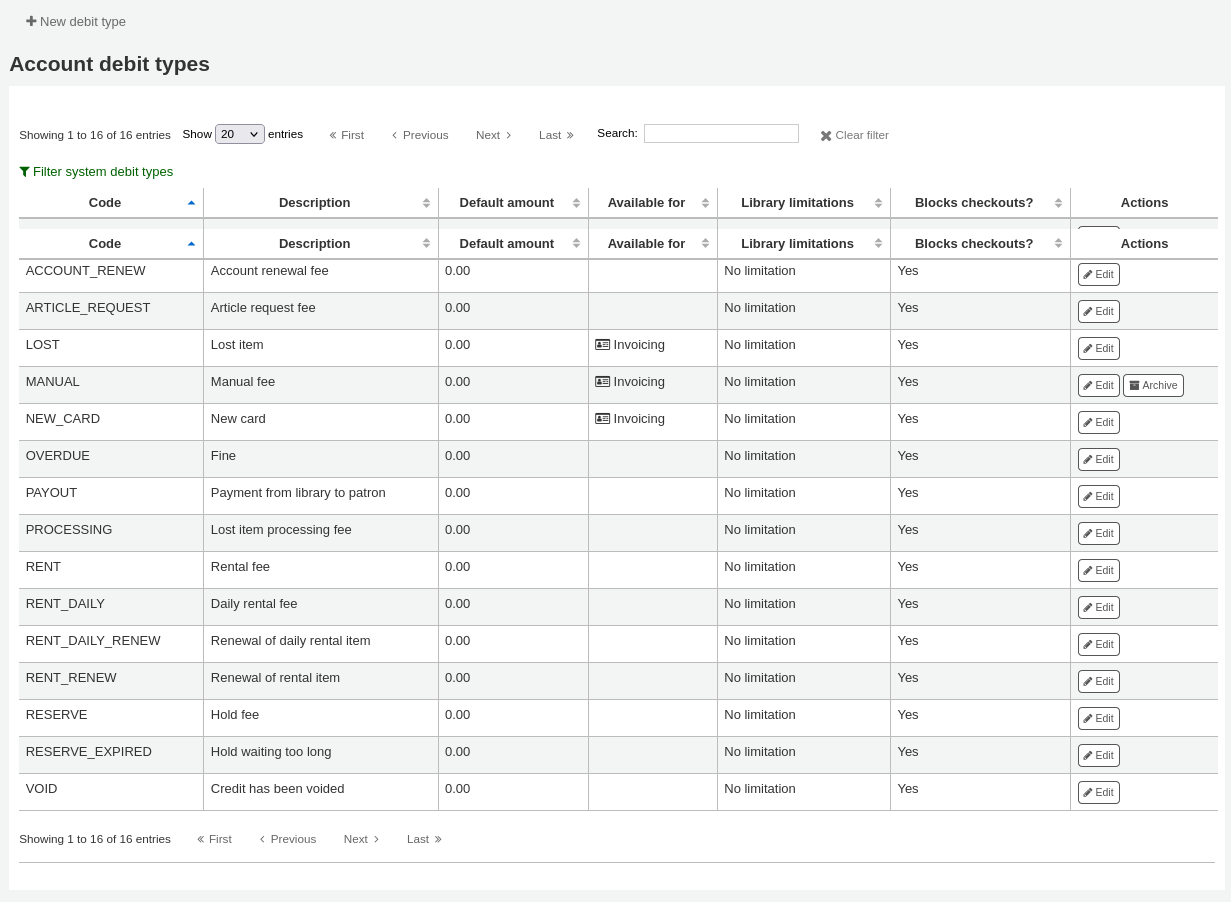 New debit type
Account debit types
Showing 1 to 16 of 16 entries Show 20 entries First Previous Next Last Search: Clear filter
Filter system debit types
Code Description Default amount Available for Library limitations Blocks checkouts? Actions
Code Description Default amount Available for Library limitations Blocks checkouts? Actions
ACCOUNT_RENEW Account renewal fee 0.00 No limitation Yes Edit
ARTICLE_REQUEST Article request fee 0.00 No limitation Yes Edit
LOST Lost item 0.00 Invoicing No limitation Yes Edit
MANUAL Manual fee 0.00 Invoicing No limitation Yes Edit Archive
NEW_CARD New card 0.00 Invoicing No limitation Yes Edit
OVERDUE Fine 0.00 No limitation Yes Edit
PAYOUT Payment from library to patron 0.00 No limitation Yes Edit
PROCESSING Lost item processing fee 0.00 No limitation Yes Edit
RENT Rental fee 0.00 No limitation Yes Edit
RENT_DAILY Daily rental fee 0.00 No limitation Yes Edit
RENT_DAILY_RENEW Renewal of daily rental item 0.00 No limitation Yes Edit
RENT_RENEW Renewal of rental item 0.00 No limitation Yes Edit
RESERVE Hold fee 0.00 No limitation Yes Edit
RESERVE_EXPIRED Hold waiting too long 0.00 No limitation Yes Edit
VOID Credit has been voided 0.00 No limitation Yes Edit
Showing 1 to 16 of 16 entries First Previous Next Last